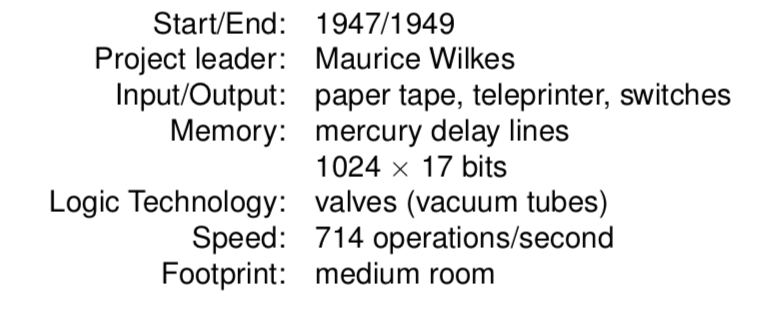 Start/End: 1947/1949
Project leader: Maurice Wilkes
Input/Output: paper tape, teleprinter, switches
Memory: mercury delay lines
1024 × 17 bits
Logic Technology: valves (vacuum tubes)
Speed: 714 operations/second
Footprint: medium room